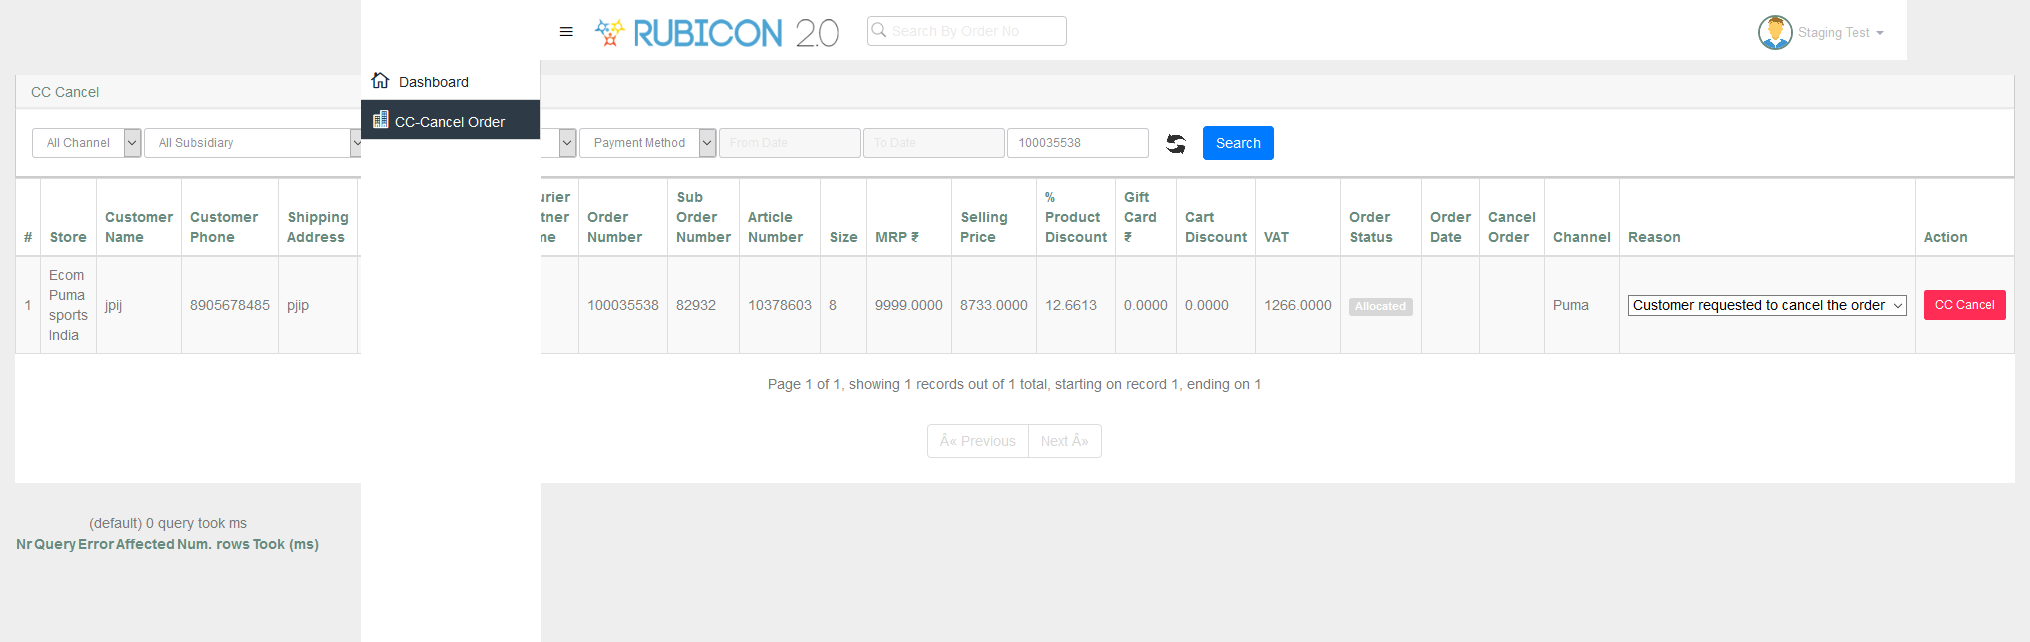 RUBICON 2.0
Search By Order No
Staging Test
Dashboard
CC-Cancel Order
CC Cancel
All Channel
All Subsidiary
Payment Method
From Date
To Date
100035538
Search
#
Store
Customer
Name
Customer
Phone
Shipping
Address
urier
tner
ne
Order
Number
Sub
Order
Number
Article
Number
Size
MRP ₹
Selling
Price
%
Product
Discount
Gift
Card
₹
Cart
Discount
VAT
Order
Status
Order
Date
Cancel
Order
Channel
Reason
Action
1
Ecom
Puma
sports
India
jpij
8905678485
pjip
100035538
82932
10378603
8
9999.0000
8733.0000
12.6613
0.0000
0.0000
1266.0000
Allocated
Puma
Customer requested to cancel the order
CC Cancel
Page 1 of 1, showing 1 records out of 1 total, starting on record 1, ending on 1
Â« Previous
Next Â»
(default) 0 query took ms
Nr Query Error Affected Num. rows Took (ms)